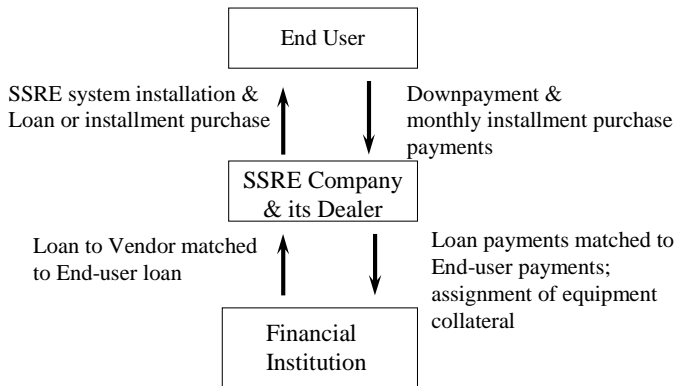 End User
SSRE system installation &
Loan or installment purchase
Downpayment &
monthly installment purchase
payments
SSRE Company
& its Dealer
Loan to Vendor matched
to End-user loan
Loan payments matched to
End-user payments;
assignment of equipment
collateral
Financial
Institution